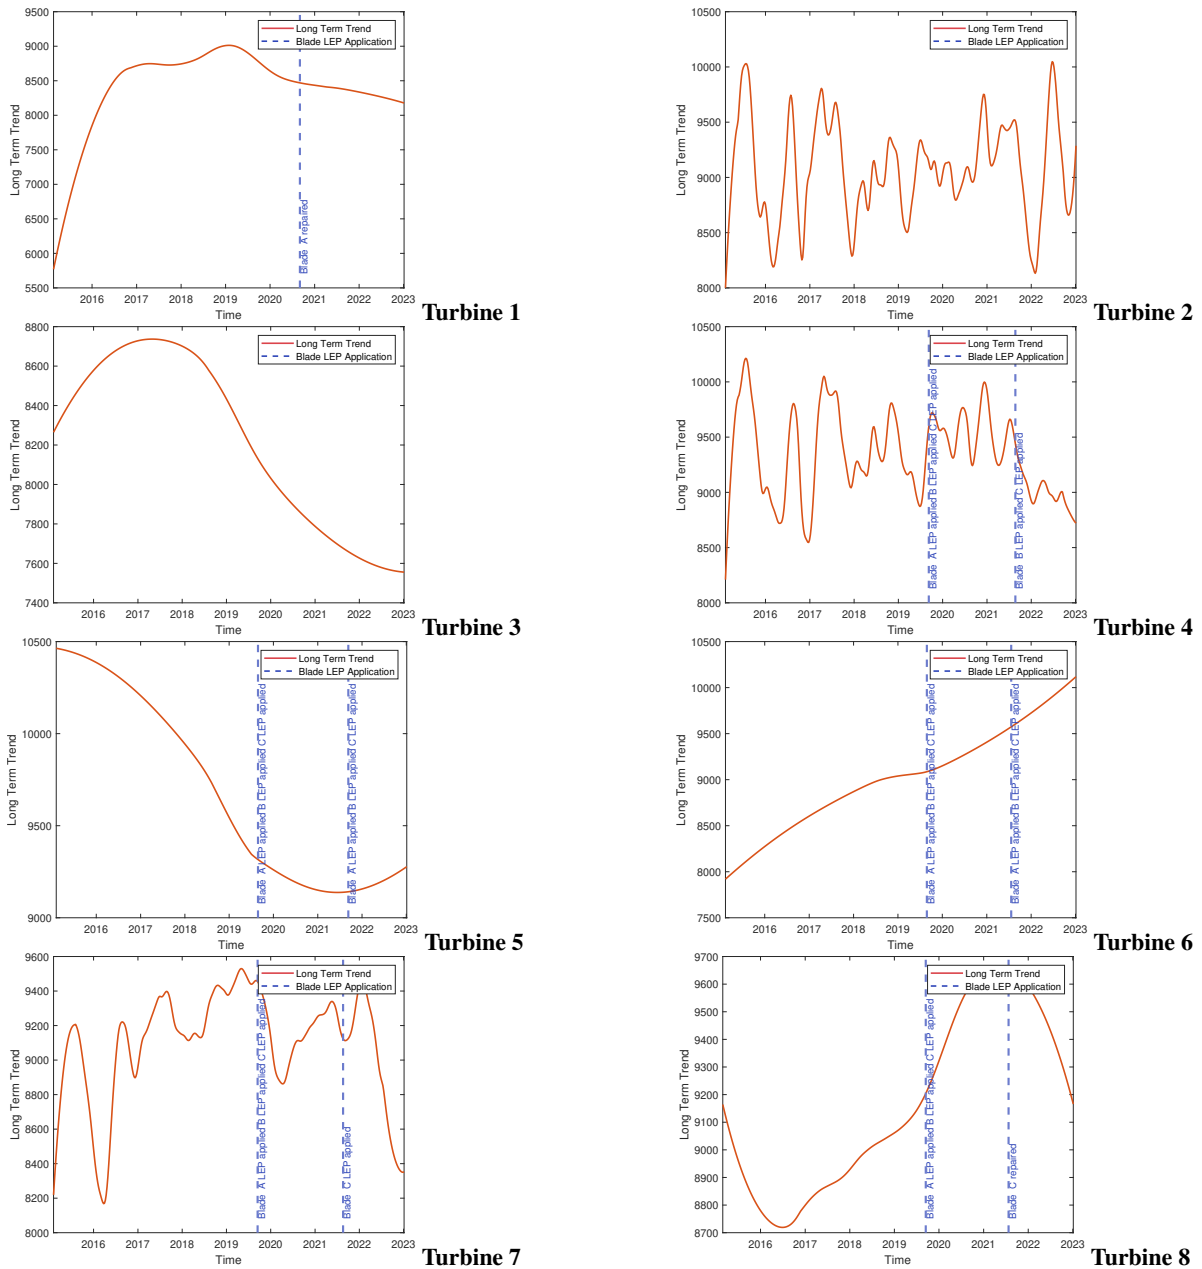 9500
9000
8500
8000
7500
7000
6500
6000
5500
Long Term Trend
Long Term Trend
Blade LEP Application
Blade A repaired
2016 2017 2018 2019 2020 2021 2022 2023
Time
Turbine 1
10500
10000
9500
9000
8500
8000
Long Term Trend
Long Term Trend
Blade LEP Application
2016 2017 2018 2019 2020 2021 2022 2023
Time
Turbine 2
8800
8600
8400
8200
8000
7800
7600
7400
Long Term Trend
Long Term Trend
Blade LEP Application
2016 2017 2018 2019 2020 2021 2022 2023
Time
Turbine 3
10500
10000
9500
9000
8500
8000
Long Term Trend
Long Term Trend
Blade LEP Application
Blade A LEP applied B LEP applied C LEP applied
Blade B LEP applied C LEP applied
2016 2017 2018 2019 2020 2021 2022 2023
Time
Turbine 4
10500
10000
9500
9000
Long Term Trend
Long Term Trend
Blade LEP Application
Blade A LEP applied B LEP applied C LEP applied
Blade A LEP applied B LEP applied C LEP applied
2016 2017 2018 2019 2020 2021 2022 2023
Time
Turbine 5
10500
10000
9500
9000
8500
8000
7500
Long Term Trend
Long Term Trend
Blade LEP Application
Blade A LEP applied B LEP applied C LEP applied
Blade A LEP applied B LEP applied C LEP applied
2016 2017 2018 2019 2020 2021 2022 2023
Time
Turbine 6
9600
9400
9200
9000
8800
8600
8400
8200
8000
Long Term Trend
Long Term Trend
Blade LEP Application
Blade A LEP applied B LEP applied C LEP applied
Blade C LEP applied
2016 2017 2018 2019 2020 2021 2022 2023
Time
Turbine 7
9700
9600
9500
9400
9300
9200
9100
9000
8900
8800
8700
Long Term Trend
Long Term Trend
Blade LEP Application
Blade A LEP applied B LEP applied C LEP applied
Blade C repaired
2016 2017 2018 2019 2020 2021 2022 2023
Time
Turbine 8